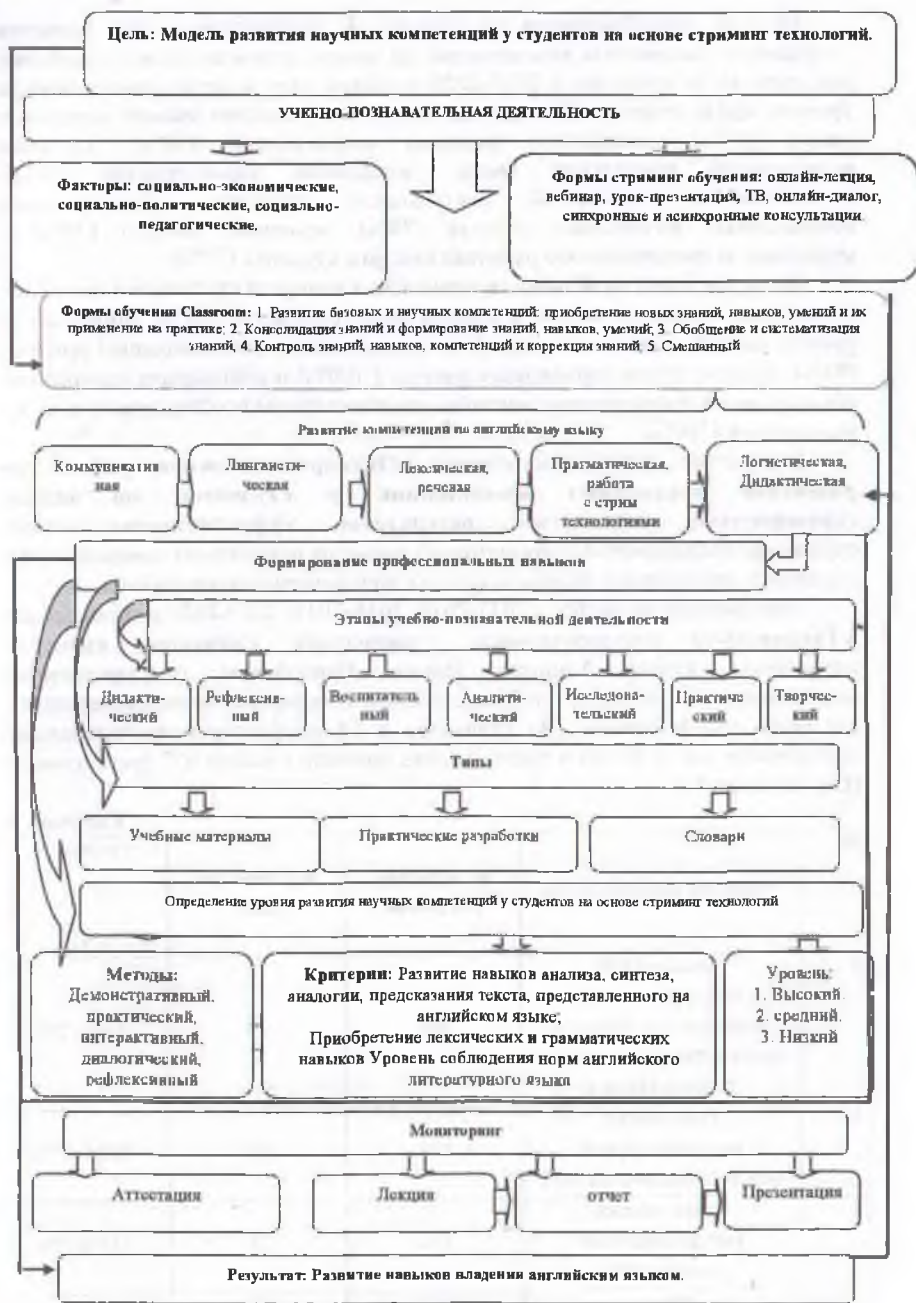 Цель: Модель развития научных компетенций у студентов на основе стриминг технологий.
УЧЕБНО-ПОЗНАВАТЕЛЬНАЯ ДЕЯТЕЛЬНОСТЬ
Факторы: социально-экономические,
социально-политические, социально-
педагогические.
Формы стриминг обучения: онлайн-лекция,
вебинар, урок-презентация, ТВ, онлайн-диалог,
синхронные и асинхронные консультации.
Формы обучения Classroom: 1. Развитие базовых и научных компетенций: приобретение новых знаний, навыков, умений и их
применение на практике; 2. Консолидация знаний и формирование знаний, навыков, умений; 3. Обобщение и систематизация
знаний, 4. Контроль знаний, навыков, компетенций и коррекция знаний; 5. Смешанный
Развитие компетенций по английскому языку
Коммуникатив
ная
Лингвисти-
ческая
Лексическая,
речевая
Прагматическая,
работа
с стрим
технологиями
Логистическая,
Дидактическая.
Формирование профессиональных навыков
Этапы учебно-познавательной деятельности
Дидакти-
ческий
Рефлексив-
ный
Воспитатель
ный
Аналити-
ческий
Исследова-
тельский
Практиче-
ский
Творчес-
кий
Типы
Учебные материалы
Практические разработки
Словари
Определение уровня развития научных компетенций у студентов на основе стриминг технологий
Методы:
Демонстративный,
практический,
интерактивный,
диалогический,
рефлексивный
Критерии: Развитие навыков анализа, синтеза,
аналогии, предсказания текста, представленного на
английском языке;
Приобретение лексических и грамматических
навыков Уровень соблюдения норм английского
литературного языка
Уровень:
1. Высокий.
2. средний.
3. Низкий
Мониторинг
Аттестация
Лекция
отчет
Презентация
Результат: Развитие навыков владения английским языком.